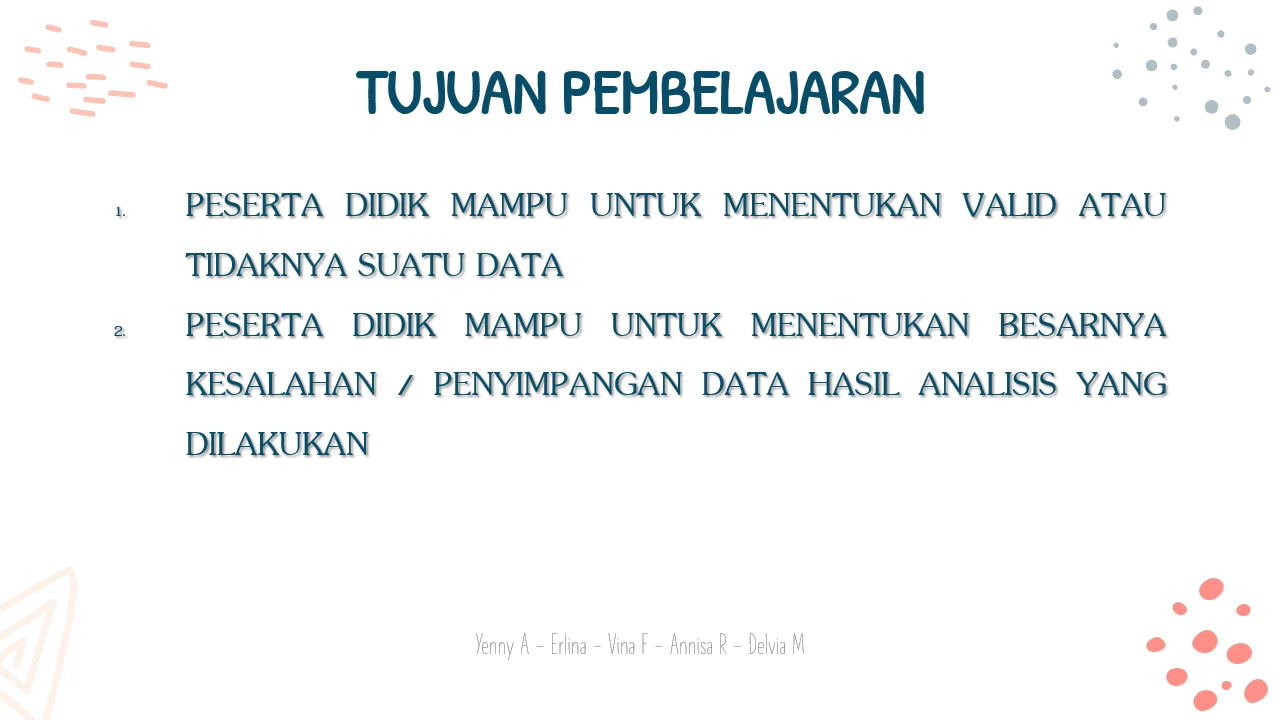 TUJUAN PEMBELAJARAN
1. PESERTA DIDIK MAMPU UNTUK MENENTUKAN VALID ATAU
TIDAKNYA SUATU DATA
2. PESERTA DIDIK MAMPU UNTUK MENENTUKAN BESARNYA
KESALAHAN / PENYIMPANGAN DATA HASIL ANALISIS YANG
DILAKUKAN
Yenny A - Erlina - Vina F - Annisa R - Delvia M